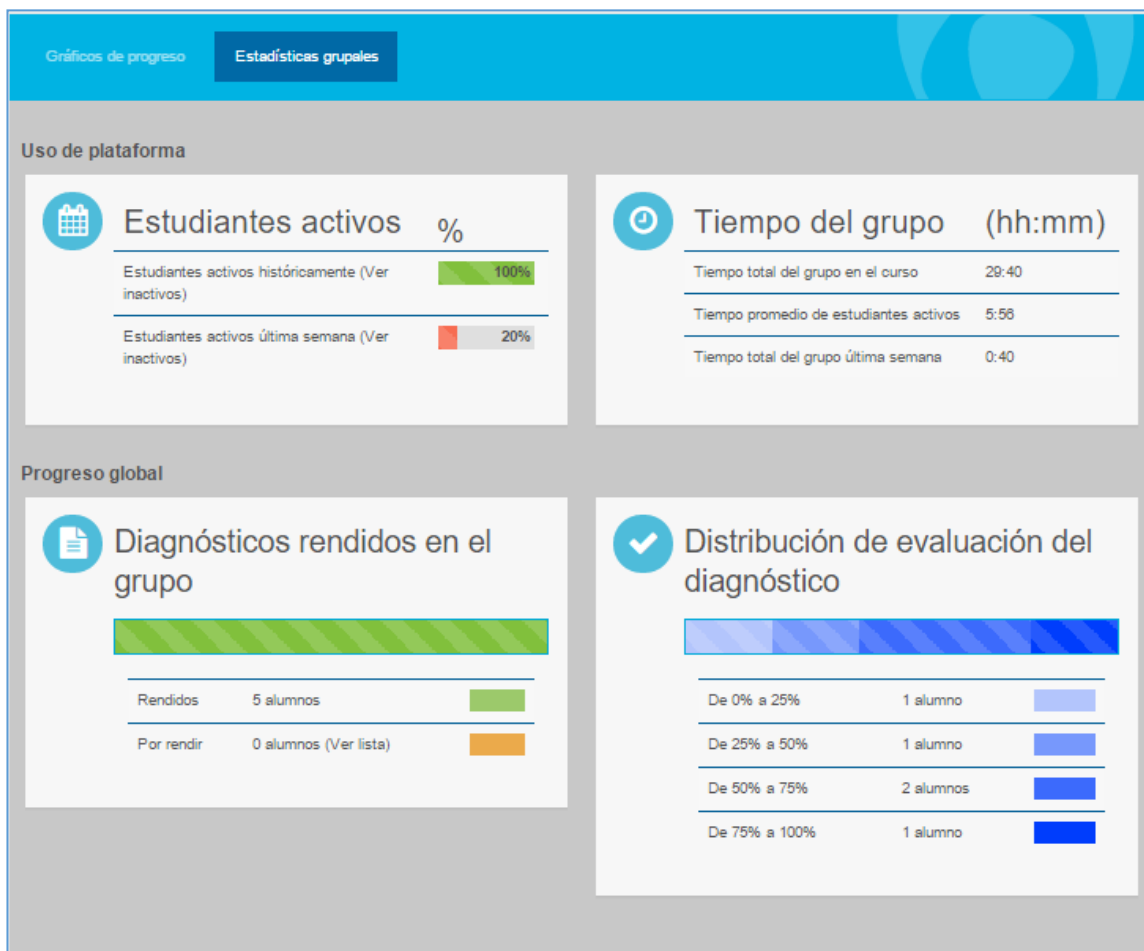 Gráficos de progreso
Estadísticas grupales
Uso de plataforma
Estudiantes activos %
Estudiantes activos históricamente (Ver
inactivos)
100%
Estudiantes activos última semana (Ver
inactivos)
20%
Tiempo del grupo (hh:mm)
Tiempo total del grupo en el curso 29:40
Tiempo promedio de estudiantes activos 5:56
Tiempo total del grupo última semana 0:40
Progreso global
Diagnósticos rendidos en el
grupo
Rendidos 5 alumnos
Por rendir 0 alumnos (Ver lista)
Distribución de evaluación del
diagnóstico
De 0% a 25% 1 alumno
De 25% a 50% 1 alumno
De 50% a 75% 2 alumnos
De 75% a 100% 1 alumno